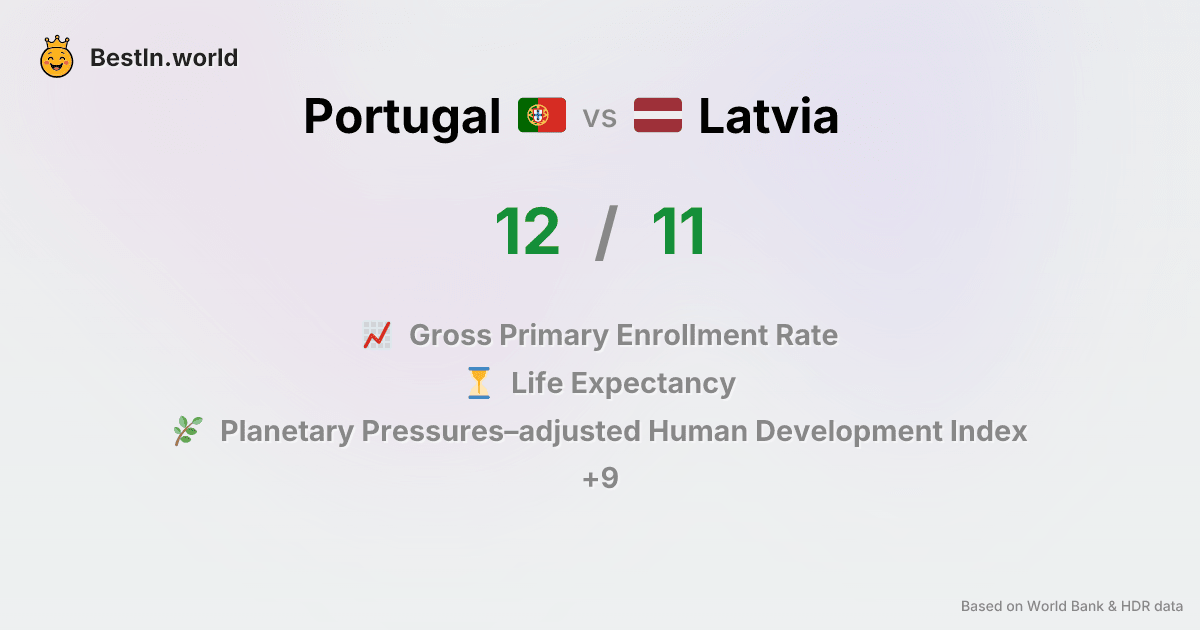 BestIn.world
Portugal vs Latvia
12 / 11
Gross Primary Enrollment Rate
Life Expectancy
Planetary Pressures–adjusted Human Development Index
+9
Based on World Bank & HDR data